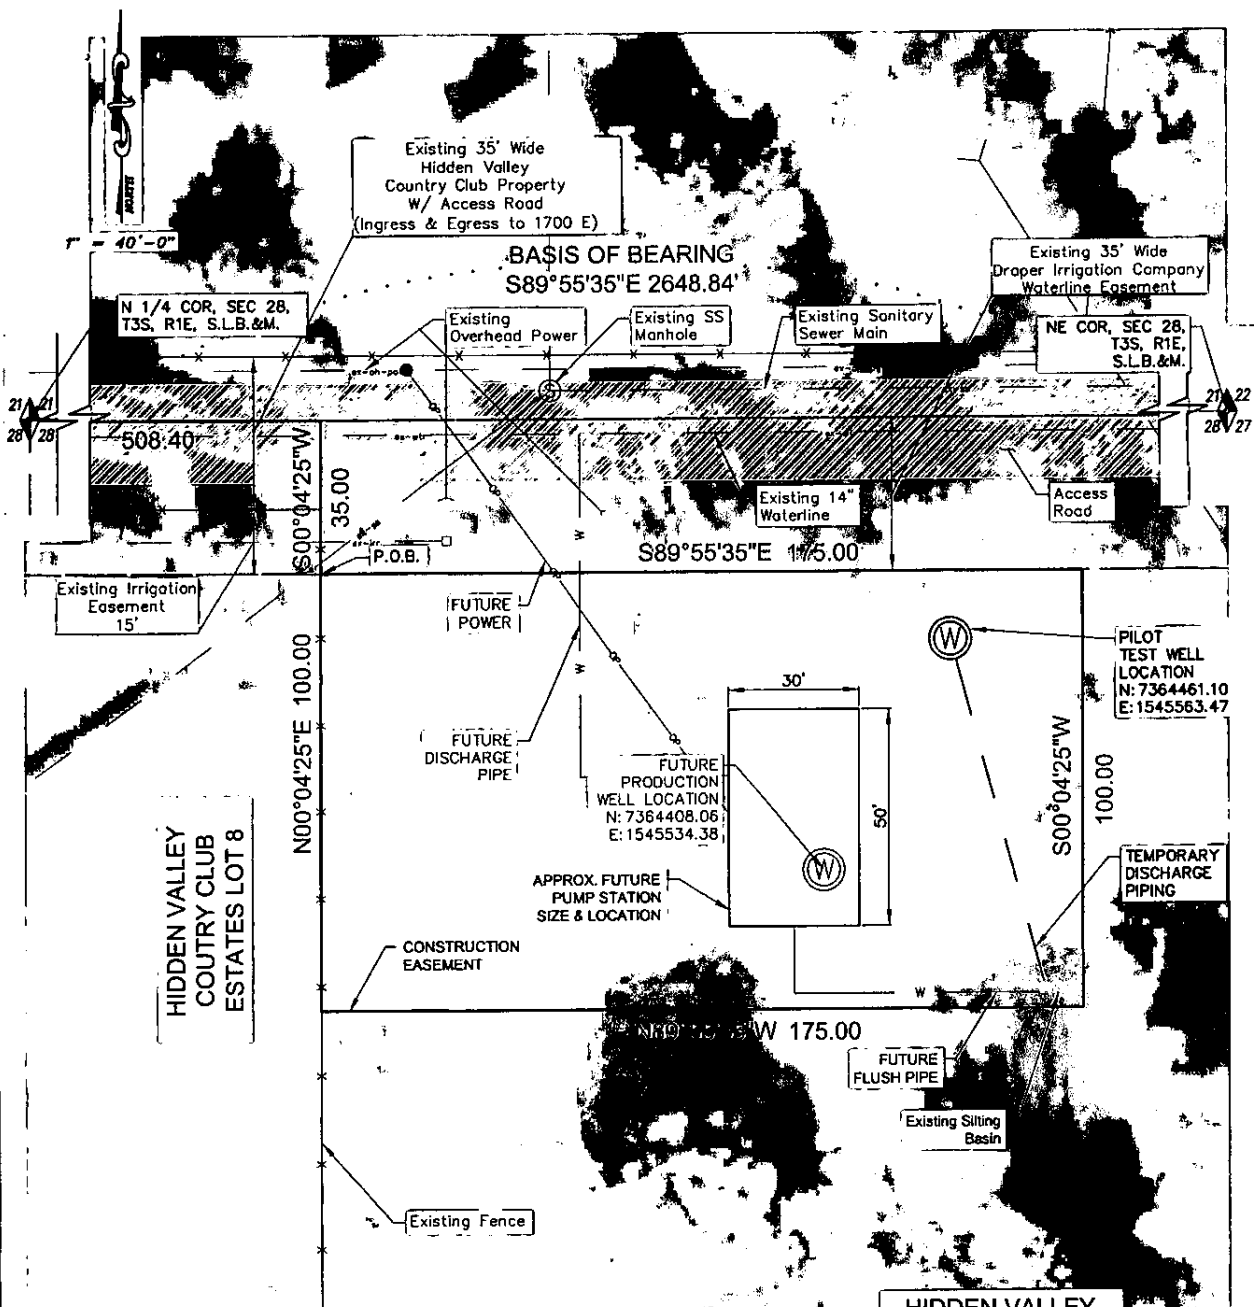 NORTH
1" = 40'-0"
Existing 35' Wide
Hidden Valley
Country Club Property
W/ Access Road
(Ingress & Egress to 1700 E)
BASIS OF BEARING
S89°55'35"E 2648.84'
Existing 35' Wide
Draper Irrigation Company
Waterline Easement
N 1/4 COR, SEC 28,
T3S, R1E, S.L.B.&M.
Existing
Overhead Power
Existing SS
Manhole
Existing Sanitary
Sewer Main
NE COR, SEC 28,
T3S, R1E,
S.L.B.&M.
ex-oh-po
S
21 21
28 28
21 22
28 27
508.40
S00°04'25"W
35.00
Existing 14"
Waterline
Access
Road
P.O.B.
S89°55'35"E 175.00
W
Existing Irrigation
Easement
15'
FUTURE
POWER
W
W
PILOT
TEST WELL
LOCATION
N: 7364461.10
E: 1545563.47
N00°04'25"E 100.00
30'
50'
FUTURE
DISCHARGE
PIPE
FUTURE
PRODUCTION
WELL LOCATION
N: 7364408.06
E: 1545534.38
W
S00°04'25"W
100.00
HIDDEN VALLEY
COUTRY CLUB
ESTATES LOT 8
TEMPORARY
DISCHARGE
PIPING
APPROX. FUTURE
PUMP STATION
SIZE & LOCATION
CONSTRUCTION
EASEMENT
W
W 175.00
FUTURE
FLUSH PIPE
Existing Silting
Basin
Existing Fence
HIDDEN VALLEY